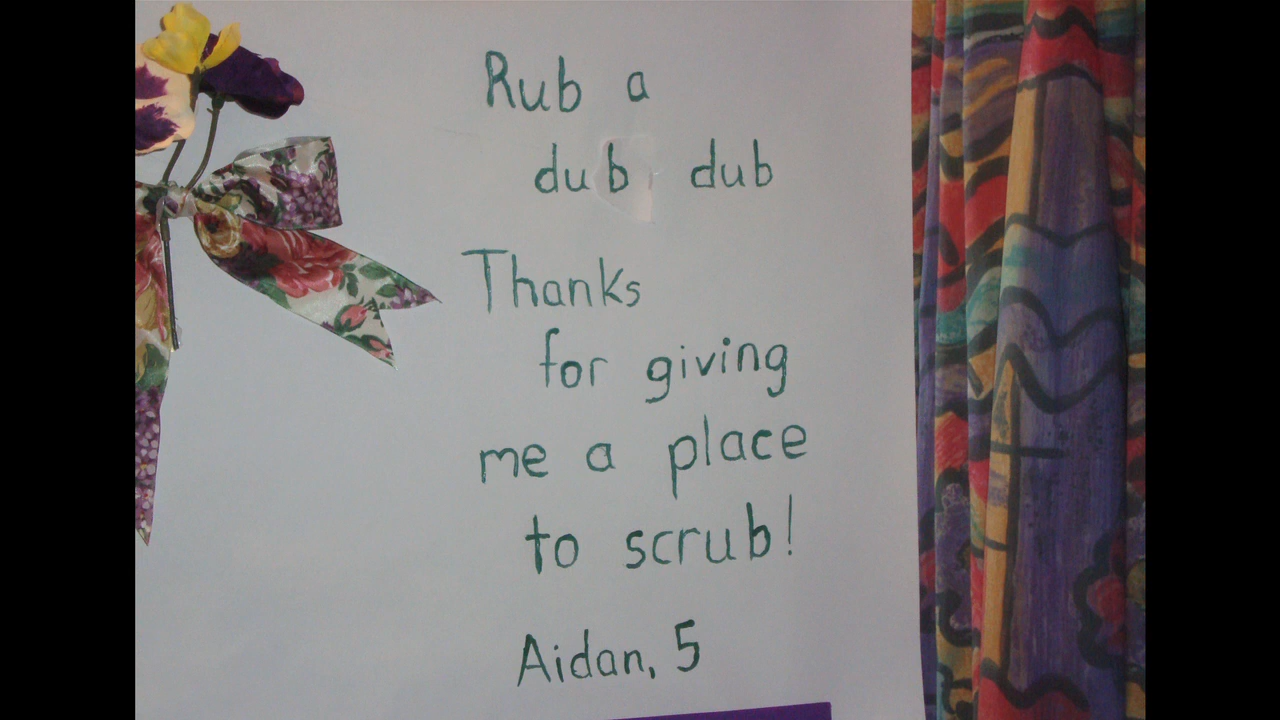 Rub a
dub dub
Thanks
for giving
me a place
to scrub!
Aidan, 5